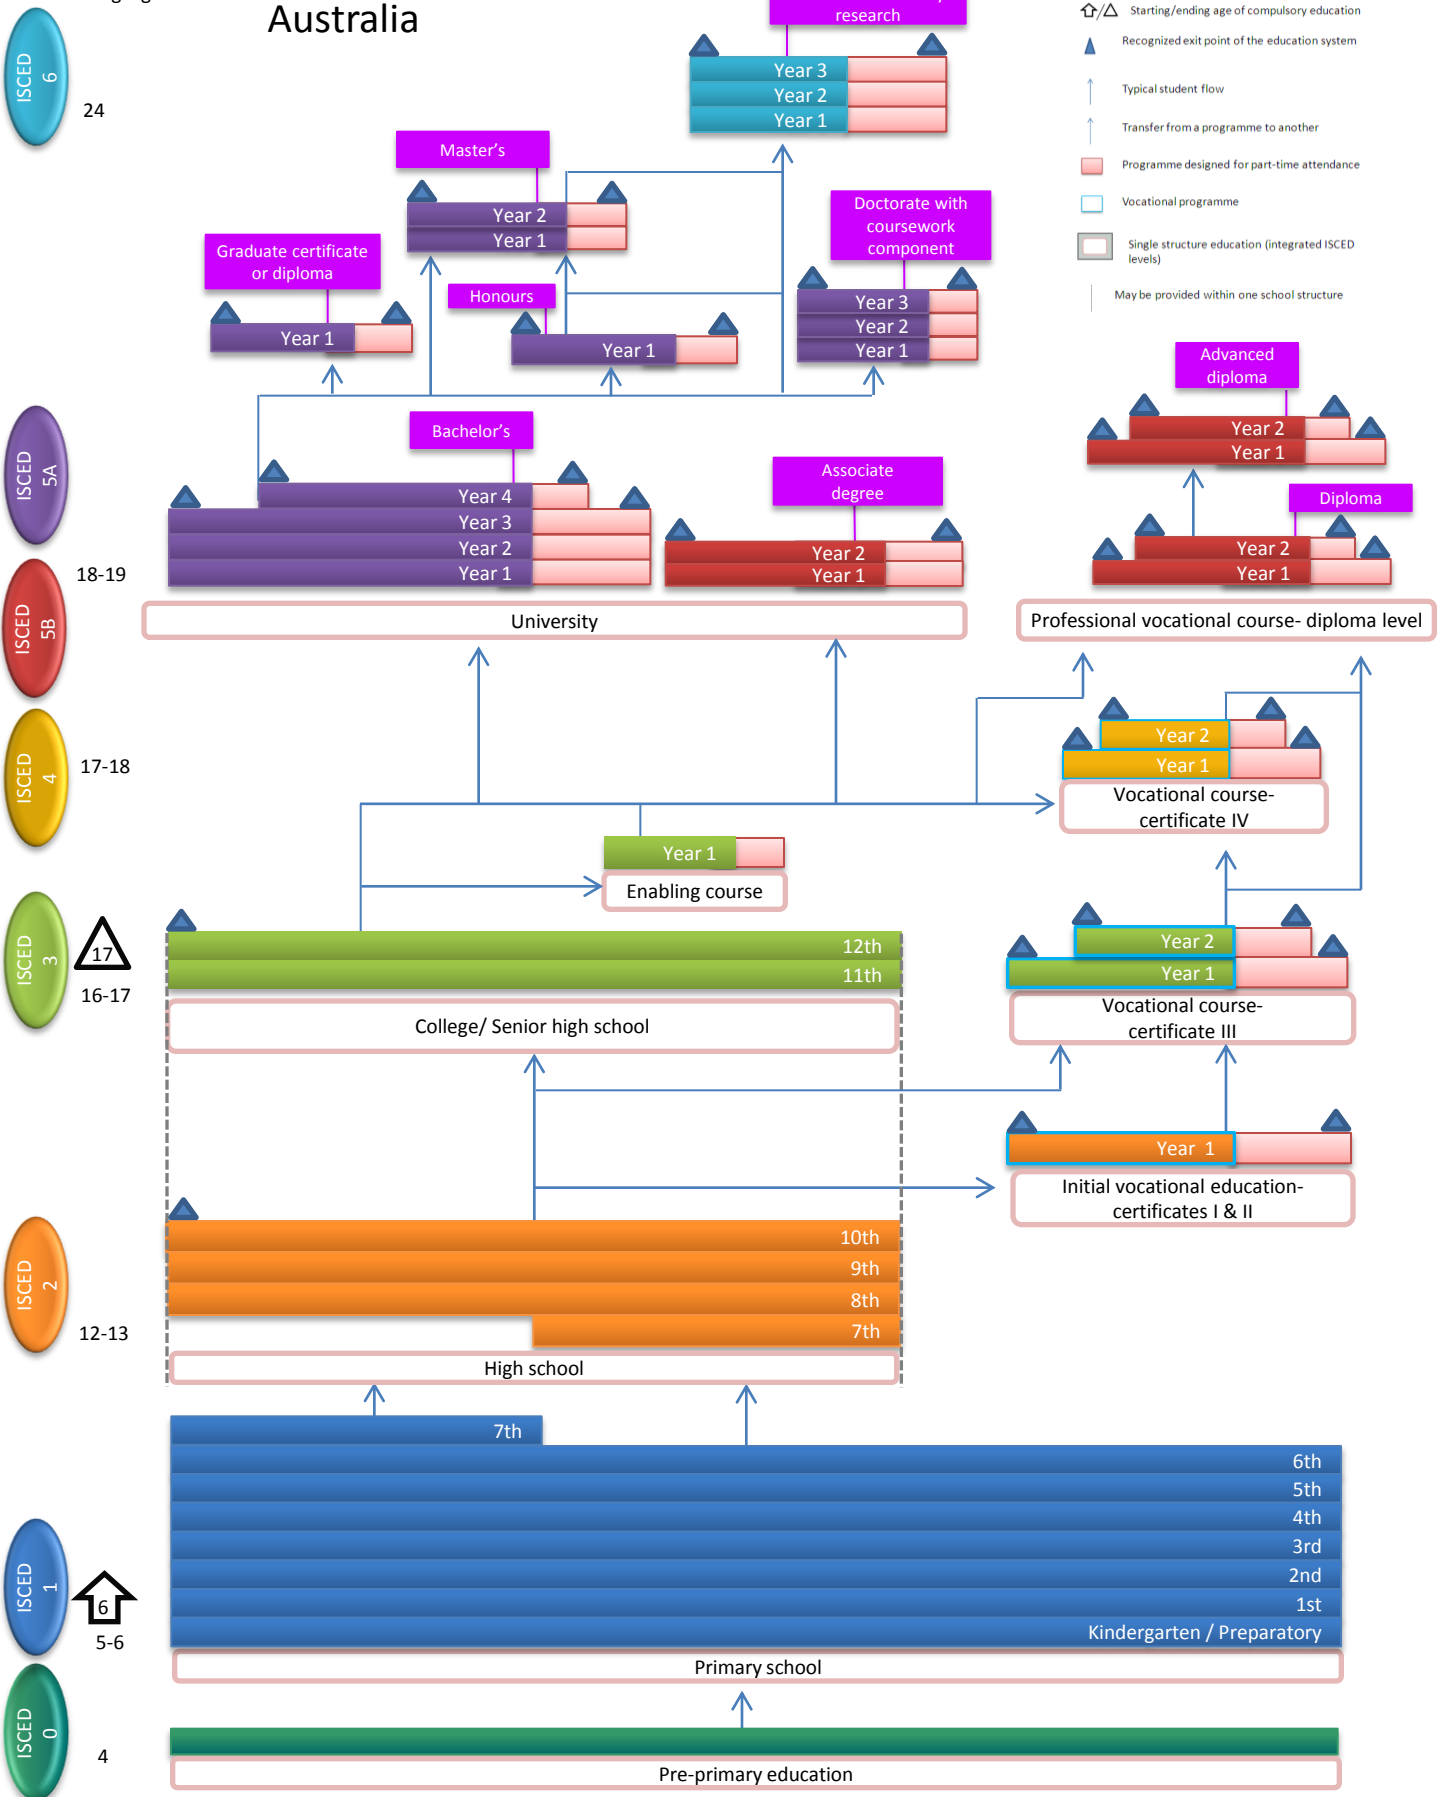 Australia
research
Starting/ending age of compulsory education
Recognized exit point of the education system
Typical student flow
Transfer from a programme to another
Programme designed for part-time attendance
Vocational programme
Single structure education (integrated ISCED
levels)
May be provided within one school structure
ISCED
6
24
Year 3
Year 2
Year 1
Master's
Year 2
Year 1
Doctorate with
coursework
component
Year 3
Year 2
Year 1
Graduate certificate
or diploma
Year 1
Honours
Year 1
Advanced
diploma
Year 2
Year 1
ISCED
5A
Bachelor's
Year 4
Year 3
Year 2
Year 1
Associate
degree
Year 2
Year 1
Diploma
Year 2
Year 1
18-19
ISCED
5B
University
Professional vocational course- diploma level
ISCED
4
17-18
Year 2
Year 1
Vocational course-
certificate IV
Year 1
Enabling course
ISCED
3
17
16-17
12th
11th
College/ Senior high school
Year 2
Year 1
Vocational course-
certificate III
Year 1
Initial vocational education-
certificates I & II
ISCED
2
12-13
10th
9th
8th
7th
High school
7th
6th
5th
4th
3rd
2nd
1st
Kindergarten / Preparatory
ISCED
1
6
5-6
Primary school
ISCED
0
4
Pre-primary education